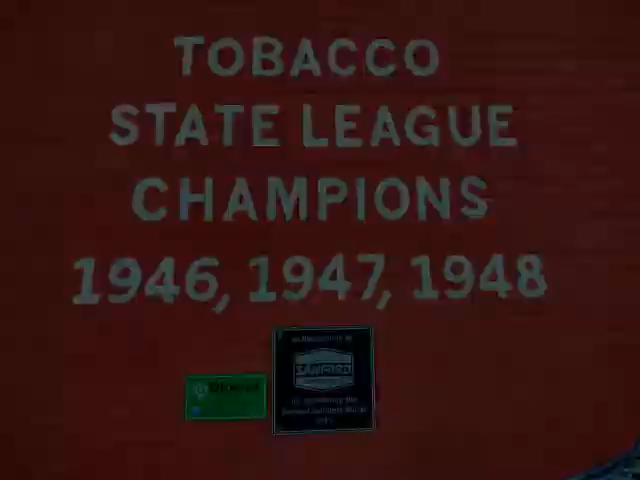 TOBACCO
STATE LEAGUE
CHAMPIONS
1946, 1947, 1948
SANFORD